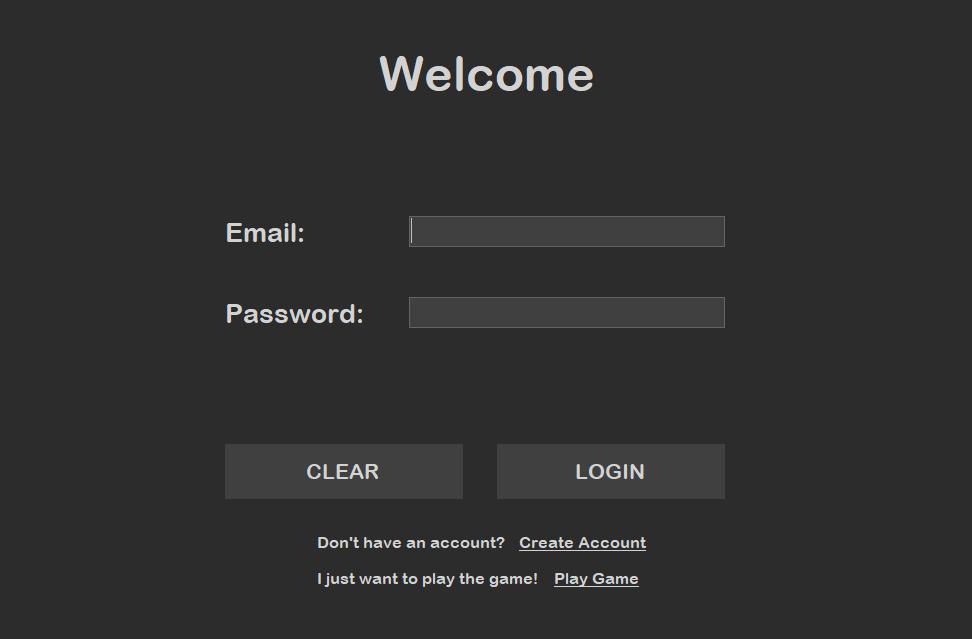 Welcome
Email:
Password:
CLEAR LOGIN
Don't have an account? Create Account
I just want to play the game! Play Game